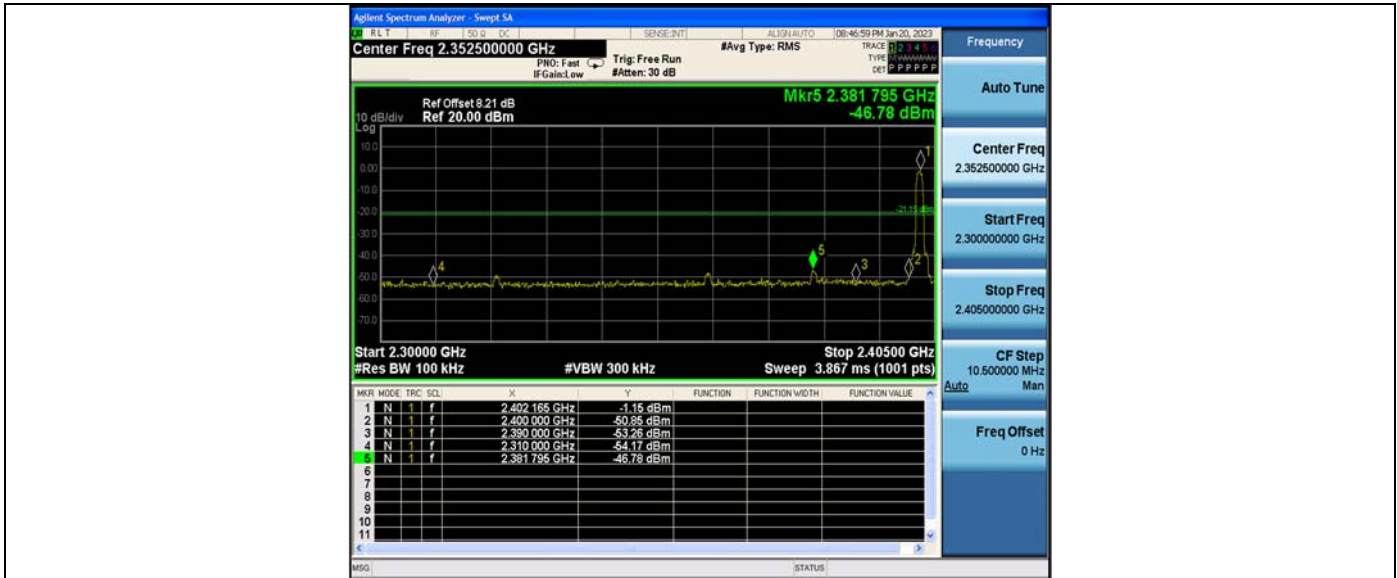 Agilent Spectrum Analyzer - Swept SA
RLT RF 50 Ω DC SENSE:INT ALIGN AUTO 08:46:59 PM Jan 20, 2023
Center Freq 2.352500000 GHz
#Avg Type: RMS
TRACE 1 2 3 4 5 6
PNO: Fast Trig: Free Run
TYPE
IFGain:Low #Atten: 30 dB
DET P P P P P P
Mkr5 2.381 795 GHz
-46.78 dBm
Ref Offset 8.21 dB
10 dB/div Ref 20.00 dBm
Log
10.0
0.00
-10.0
-20.0
-30.0
-40.0
-50.0
-60.0
-70.0
1
-21.15 dBm
5
4
3
2
Start 2.30000 GHz Stop 2.40500 GHz
#Res BW 100 kHz #VBW 300 kHz Sweep 3.867 ms (1001 pts)
MKR MODE TRC SCL X Y FUNCTION FUNCTION WIDTH FUNCTION VALUE
1 N 1 f 2.402 165 GHz -1.15 dBm
2 N 1 f 2.400 000 GHz -50.85 dBm
3 N 1 f 2.390 000 GHz -53.26 dBm
4 N 1 f 2.310 000 GHz -54.17 dBm
5 N 1 f 2.381 795 GHz -46.78 dBm
6
7
8
9
10
11
MSG STATUS
Frequency
Auto Tune
Center Freq
2.352500000 GHz
Start Freq
2.300000000 GHz
Stop Freq
2.405000000 GHz
CF Step
10.500000 MHz
Auto Man
Freq Offset
0 Hz